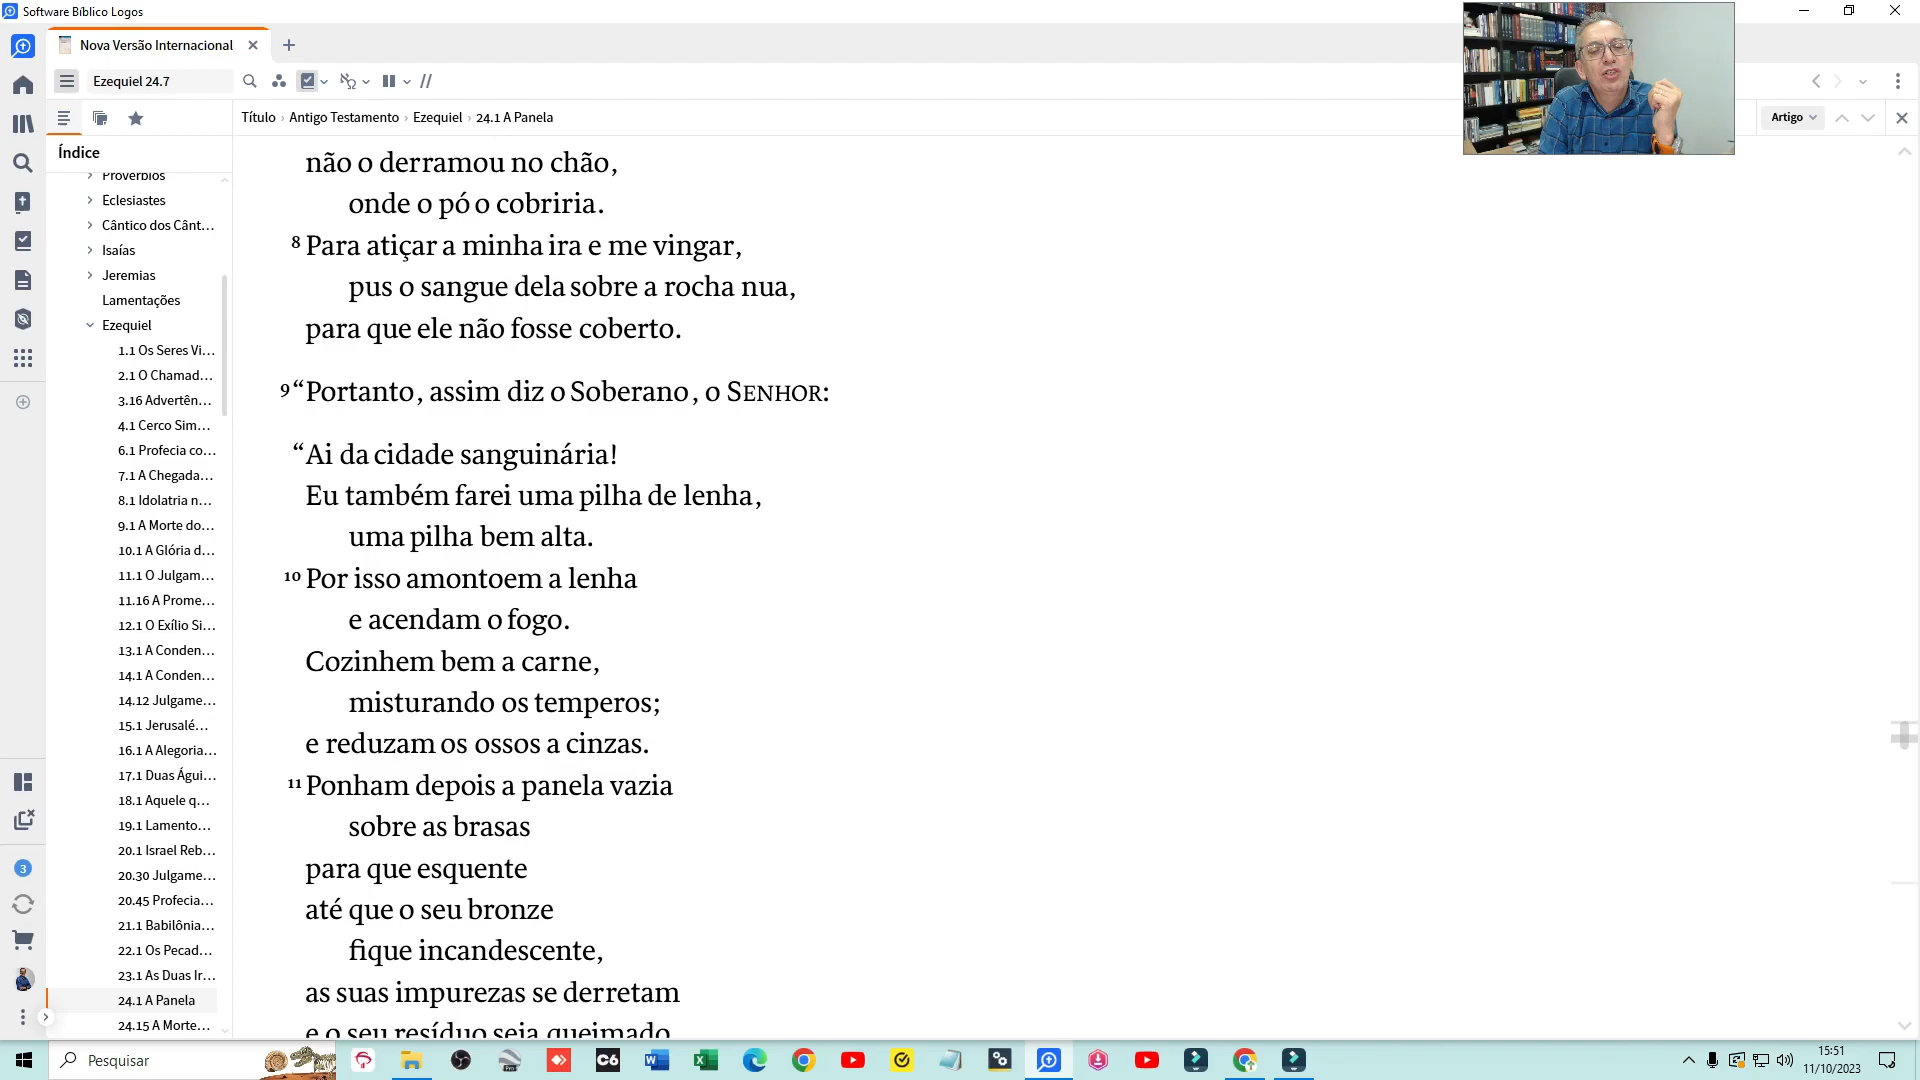 Software Bíblico Logos
Nova Versão Internacional
Ezequiel 24.7
Título › Antigo Testamento › Ezequiel › 24.1 A Panela
Artigo
Índice
Provérbios
Eclesiastes
Cântico dos Cânt...
Isaías
Jeremias
Lamentações
Ezequiel
1.1 Os Seres Vi...
2.1 O Chamad...
3.16 Advertên...
4.1 Cerco Sim...
6.1 Profecia co...
7.1 A Chegada...
8.1 Idolatria n...
9.1 A Morte do...
10.1 A Glória d...
11.1 O Julgam...
11.16 A Prome...
12.1 O Exílio Si...
13.1 A Conden...
14.1 A Conden...
14.12 Julgame...
15.1 Jerusalé...
16.1 A Alegoria...
17.1 Duas Águi...
18.1 Aquele q...
19.1 Lamento...
20.1 Israel Reb...
20.30 Julgame...
20.45 Profecia...
21.1 Babilônia...
22.1 Os Pecad...
23.1 As Duas Ir...
24.1 A Panela
24.15 A Morte...
não o derramou no chão,
onde o pó o cobriria.
8 Para atiçar a minha ira e me vingar,
pus o sangue dela sobre a rocha nua,
para que ele não fosse coberto.
9 “Portanto, assim diz o Soberano, o SENHOR:
“Ai da cidade sanguinária!
Eu também farei uma pilha de lenha,
uma pilha bem alta.
10 Por isso amontoem a lenha
e acendam o fogo.
Cozinhem bem a carne,
misturando os temperos;
e reduzam os ossos a cinzas.
11 Ponham depois a panela vazia
sobre as brasas
para que esquente
até que o seu bronze
fique incandescente,
as suas impurezas se derretam
e o seu resíduo seja queimado
3
Pesquisar
C6
15:51
11/10/2023